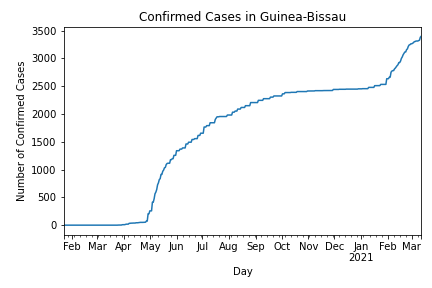 Confirmed Cases in Guinea-Bissau
3500
3000
2500
2000
1500
1000
500
0
Number of Confirmed Cases
Feb Mar Apr May Jun Jul Aug Sep Oct Nov Dec Jan Feb Mar
2021
Day